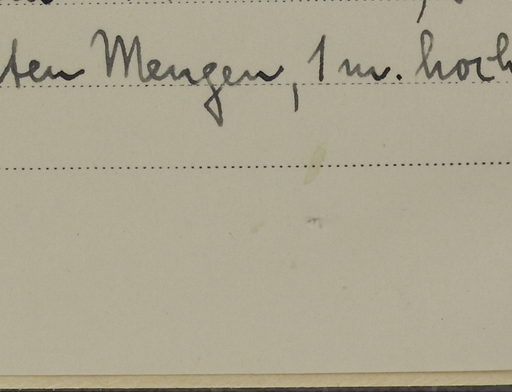 ten Mengen, 1 m. hoch